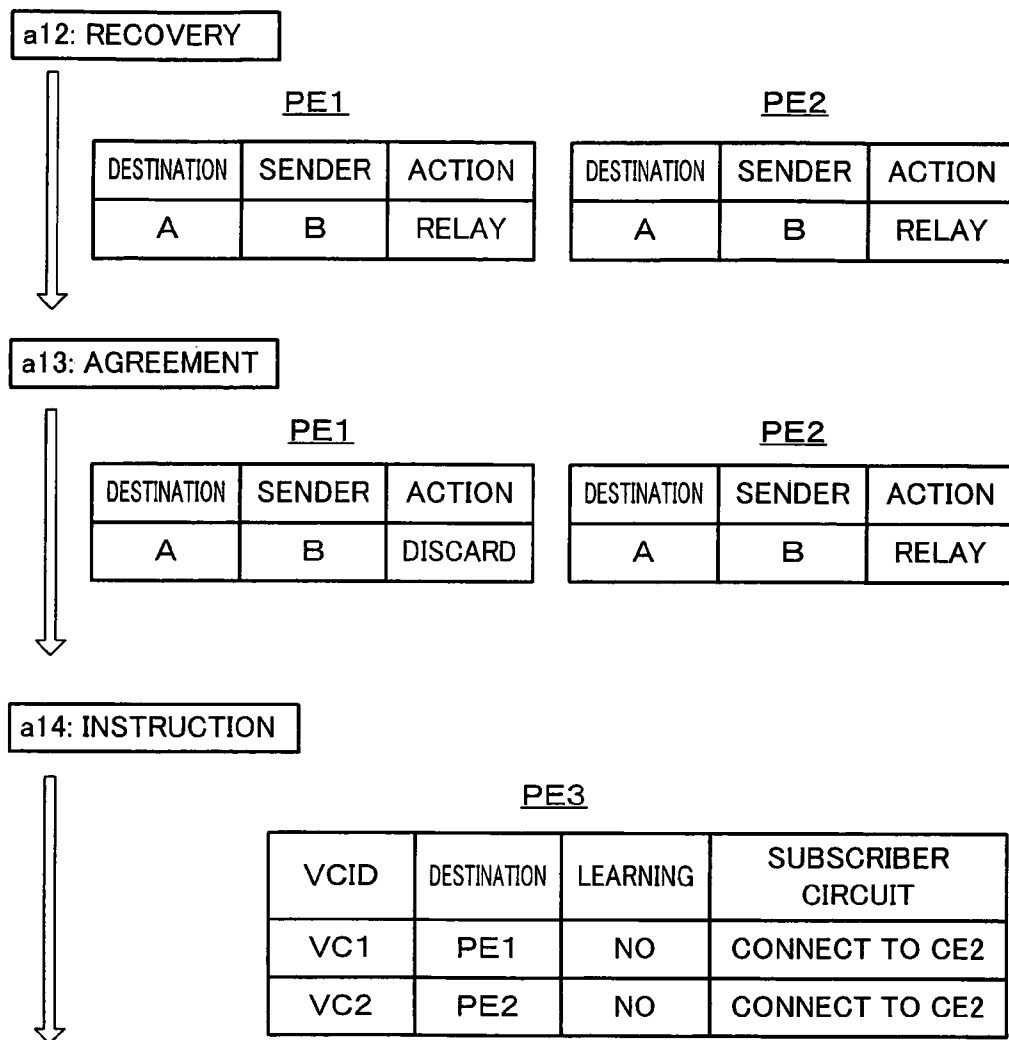 a12: RECOVERY
PE1
PE2
DESTINATION SENDER ACTION
A B RELAY
DESTINATION SENDER ACTION
A B RELAY
a13: AGREEMENT
PE1
PE2
DESTINATION SENDER ACTION
A B DISCARD
DESTINATION SENDER ACTION
A B RELAY
a14: INSTRUCTION
PE3
VCID DESTINATION LEARNING SUBSCRIBER
CIRCUIT
VC1 PE1 NO CONNECT TO CE2
VC2 PE2 NO CONNECT TO CE2